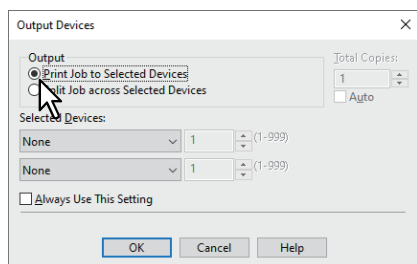 Output Devices
Output
Print Job to Selected Devices
Split Job across Selected Devices
Total Copies:
1
Auto
Selected Devices:
None 1 (1-999)
None 1 (1-999)
Always Use This Setting
OK Cancel Help